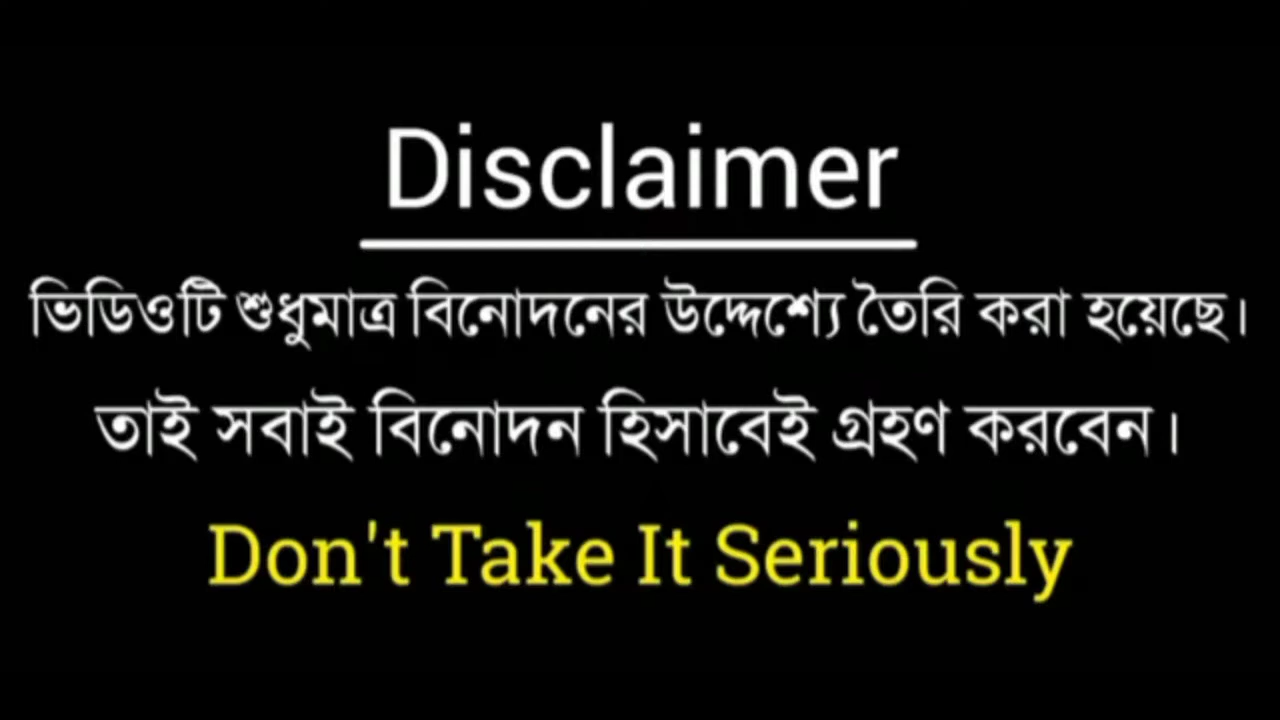 Disclaimer
ভিডিওটি শুধুমাত্র বিনোদনের উদ্দেশ্যে তৈরি করা হয়েছে।
তাই সবাই বিনোদন হিসাবেই গ্রহণ করবেন।
Don't Take It Seriously